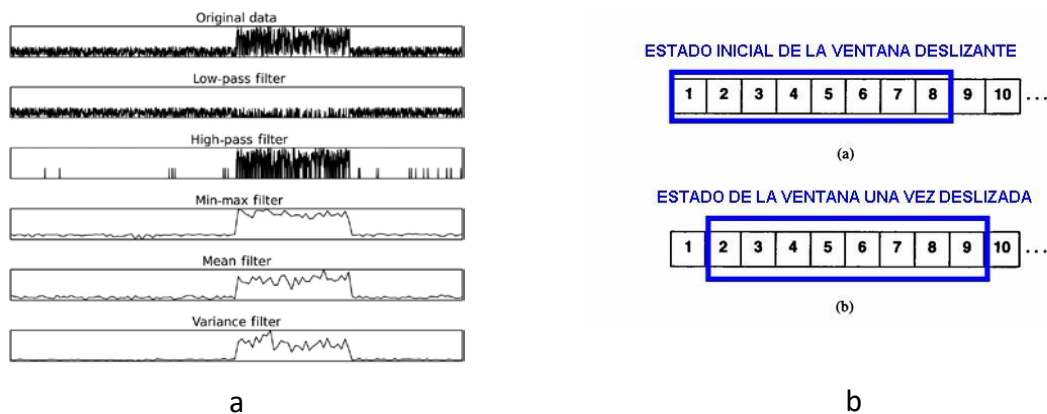 Original data
Low-pass filter
High-pass filter
Min-max filter
Mean filter
Variance filter
a
ESTADO INICIAL DE LA VENTANA DESLIZANTE
1 2 3 4 5 6 7 8 9 10 ...
(a)
ESTADO DE LA VENTANA UNA VEZ DESLIZADA
1 2 3 4 5 6 7 8 9 10 ...
(b)
b